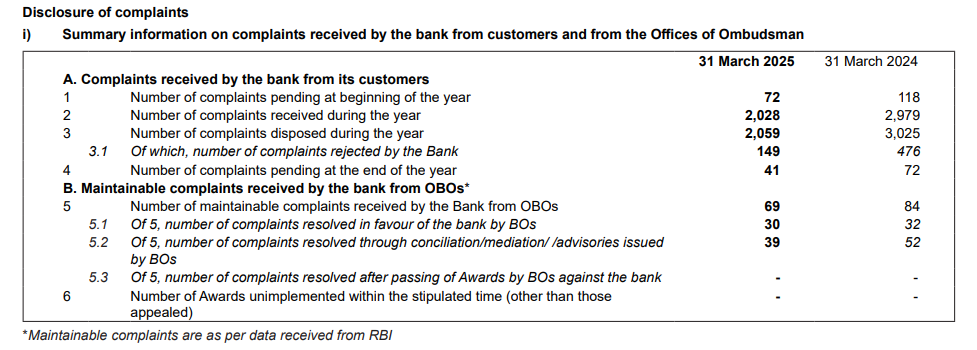 Disclosure of complaints
i) Summary information on complaints received by the bank from customers and from the Offices of Ombudsman
31 March 2025 31 March 2024
A. Complaints received by the bank from its customers
1 Number of complaints pending at beginning of the year 72 118
2 Number of complaints received during the year 2,028 2,979
3 Number of complaints disposed during the year 2,059 3,025
3.1 Of which, number of complaints rejected by the Bank 149 476
4 Number of complaints pending at the end of the year 41 72
B. Maintainable complaints received by the bank from OBOs*
5 Number of maintainable complaints received by the Bank from OBOs 69 84
5.1 Of 5, number of complaints resolved in favour of the bank by BOs 30 32
5.2 Of 5, number of complaints resolved through conciliation/mediation/ /advisories issued 39 52
by BOs
5.3 Of 5, number of complaints resolved after passing of Awards by BOs against the bank - -
6 Number of Awards unimplemented within the stipulated time (other than those - -
appealed)
*Maintainable complaints are as per data received from RBI